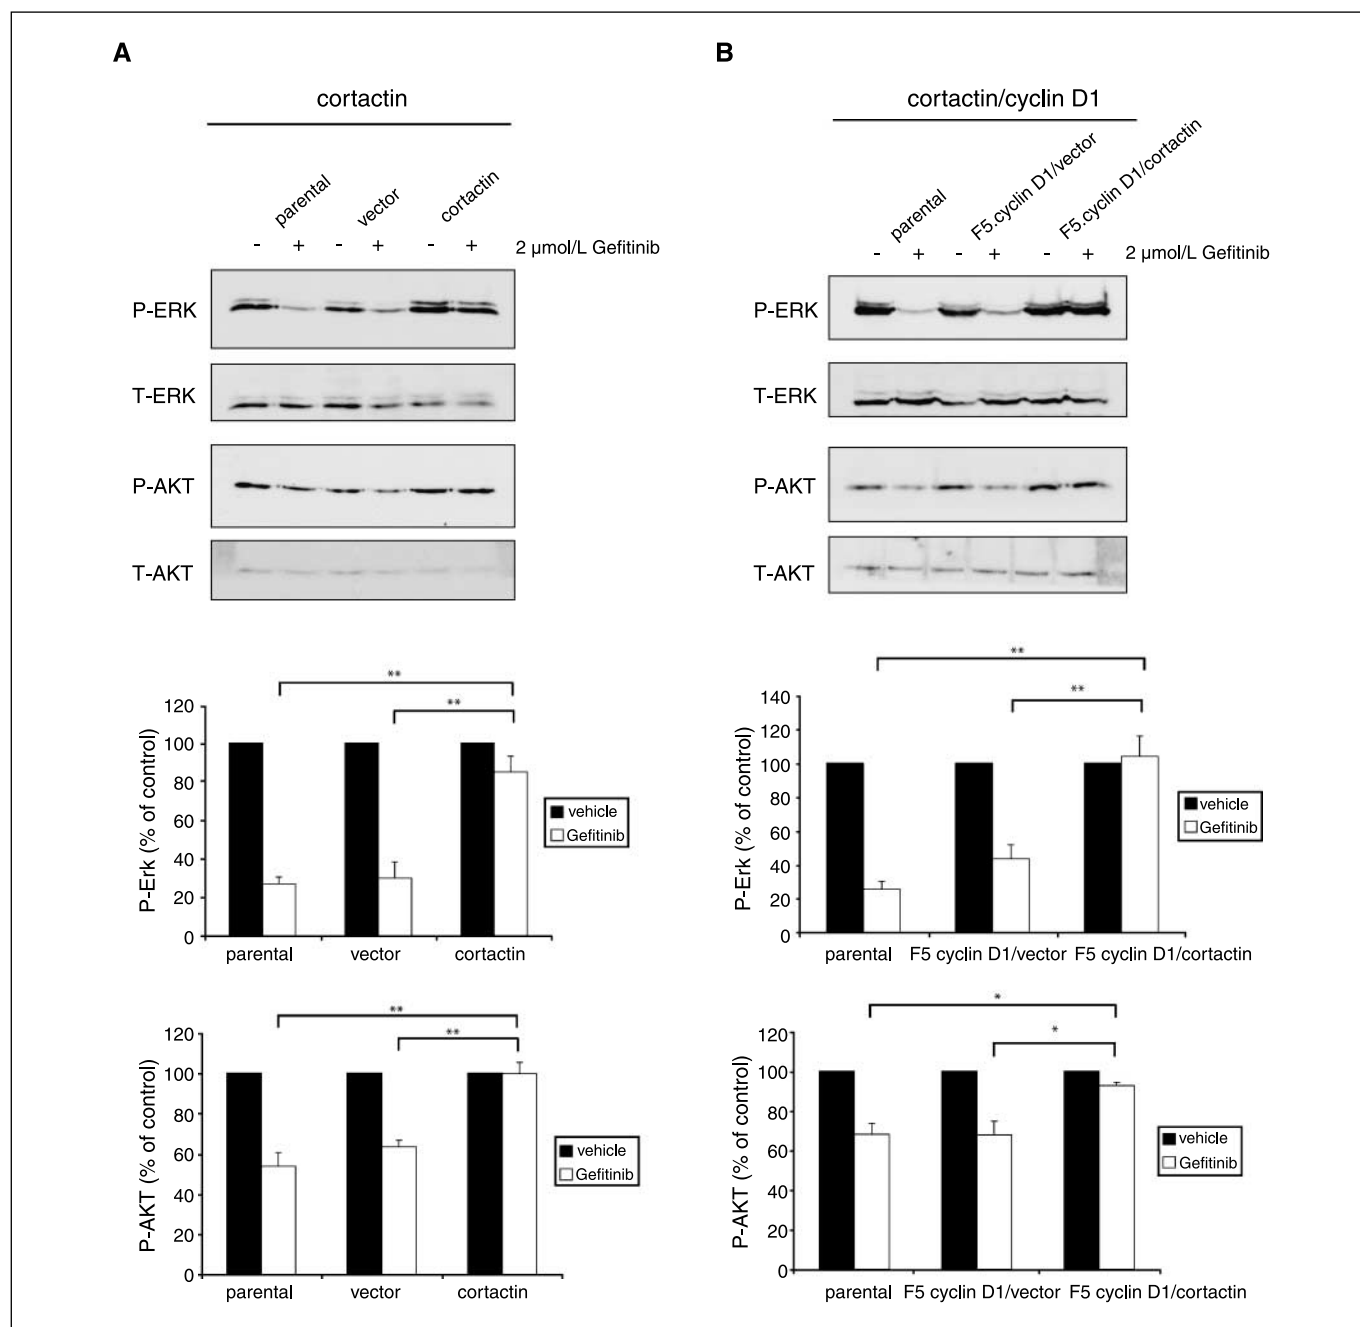 A
cortactin
parental vector cortactin
- + - + - + 2 µmol/L Gefitinib
P-ERK
T-ERK
P-AKT
T-AKT
B
cortactin/cyclin D1
parental F5.cyclin D1/vector F5.cyclin D1/cortactin
- + - + - + 2 µmol/L Gefitinib
P-ERK
T-ERK
P-AKT
T-AKT
**
**
P-Erk (% of control)
120
100
80
60
40
20
0
parental vector cortactin
vehicle
Gefitinib
**
**
P-Erk (% of control)
140
120
100
80
60
40
20
0
parental F5 cyclin D1/vector F5 cyclin D1/cortactin
vehicle
Gefitinib
**
**
P-AKT (% of control)
120
100
80
60
40
20
0
parental vector cortactin
vehicle
Gefitinib
*
*
P-AKT (% of control)
120
100
80
60
40
20
0
parental F5 cyclin D1/vector F5 cyclin D1/cortactin
vehicle
Gefitinib